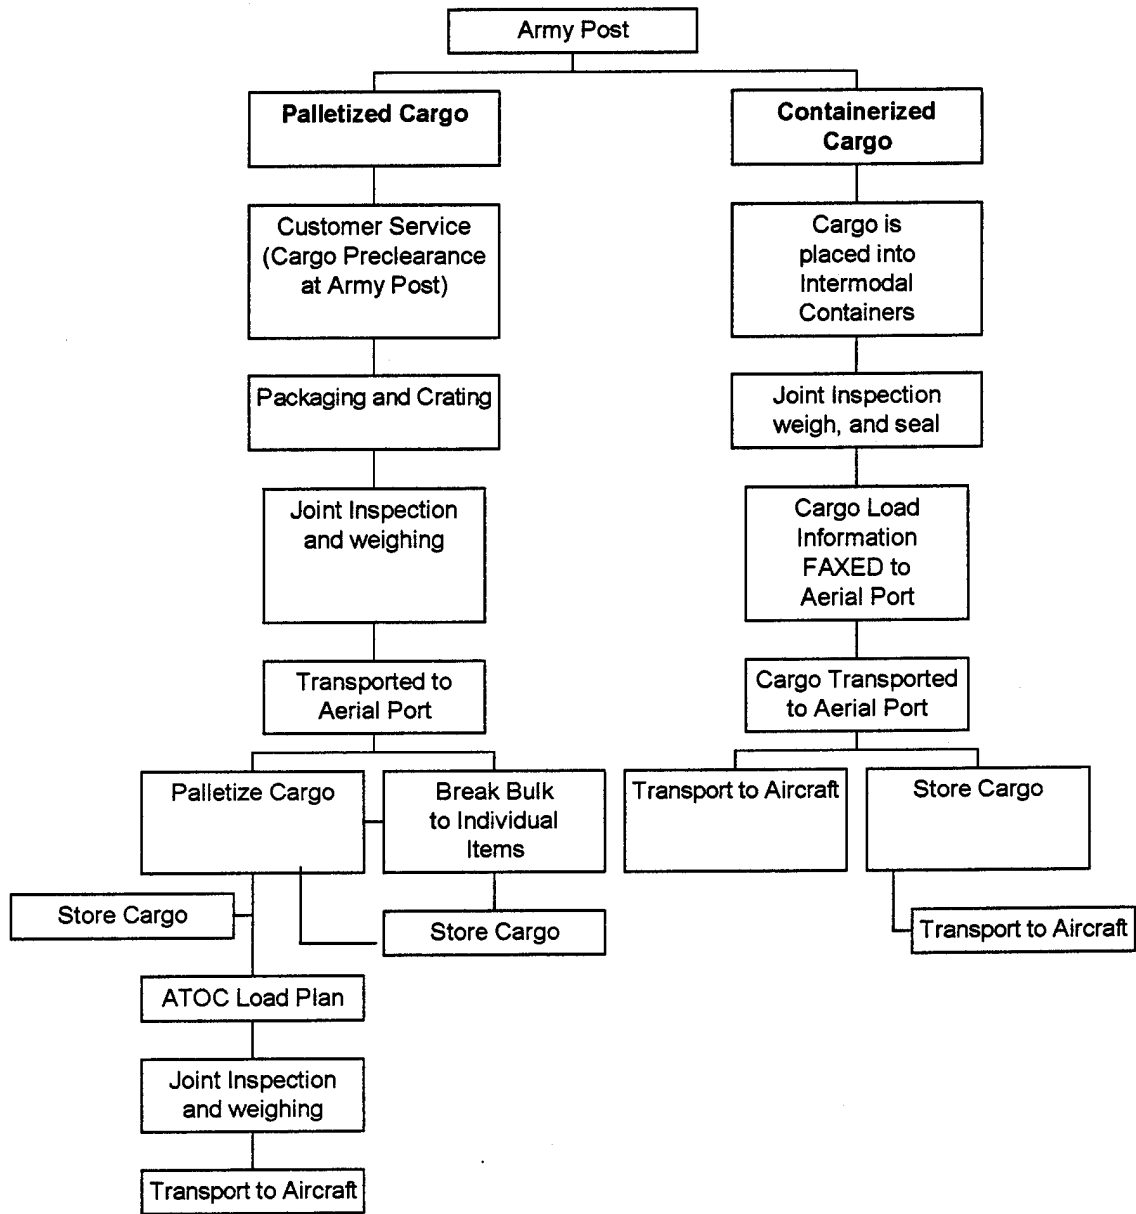 Army Post
Palletized Cargo
Customer Service
(Cargo Preclearance
at Army Post)
Packaging and Crating
Joint Inspection
and weighing
Transported to
Aerial Port
Palletize Cargo
Break Bulk
to Individual
Items
Store Cargo
Store Cargo
ATOC Load Plan
Joint Inspection
and weighing
Transport to Aircraft
Containerized
Cargo
Cargo is
placed into
Intermodal
Containers
Joint Inspection
weigh, and seal
Cargo Load
Information
FAXED to
Aerial Port
Cargo Transported
to Aerial Port
Transport to Aircraft
Store Cargo
Transport to Aircraft